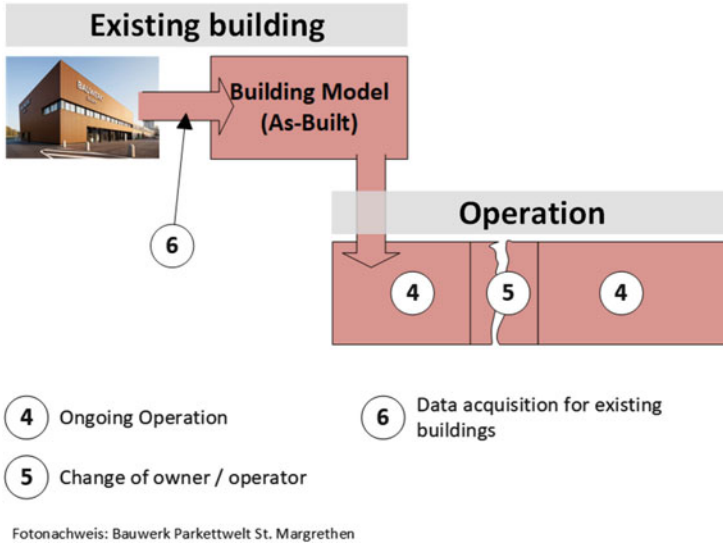 Existing building
BAUWERK
Building Model
(As-Built)
6
Operation
4
5
4
4 Ongoing Operation
6 Data acquisition for existing
buildings
5 Change of owner / operator
Fotonachweis: Bauwerk Parkettwelt St. Margrethen